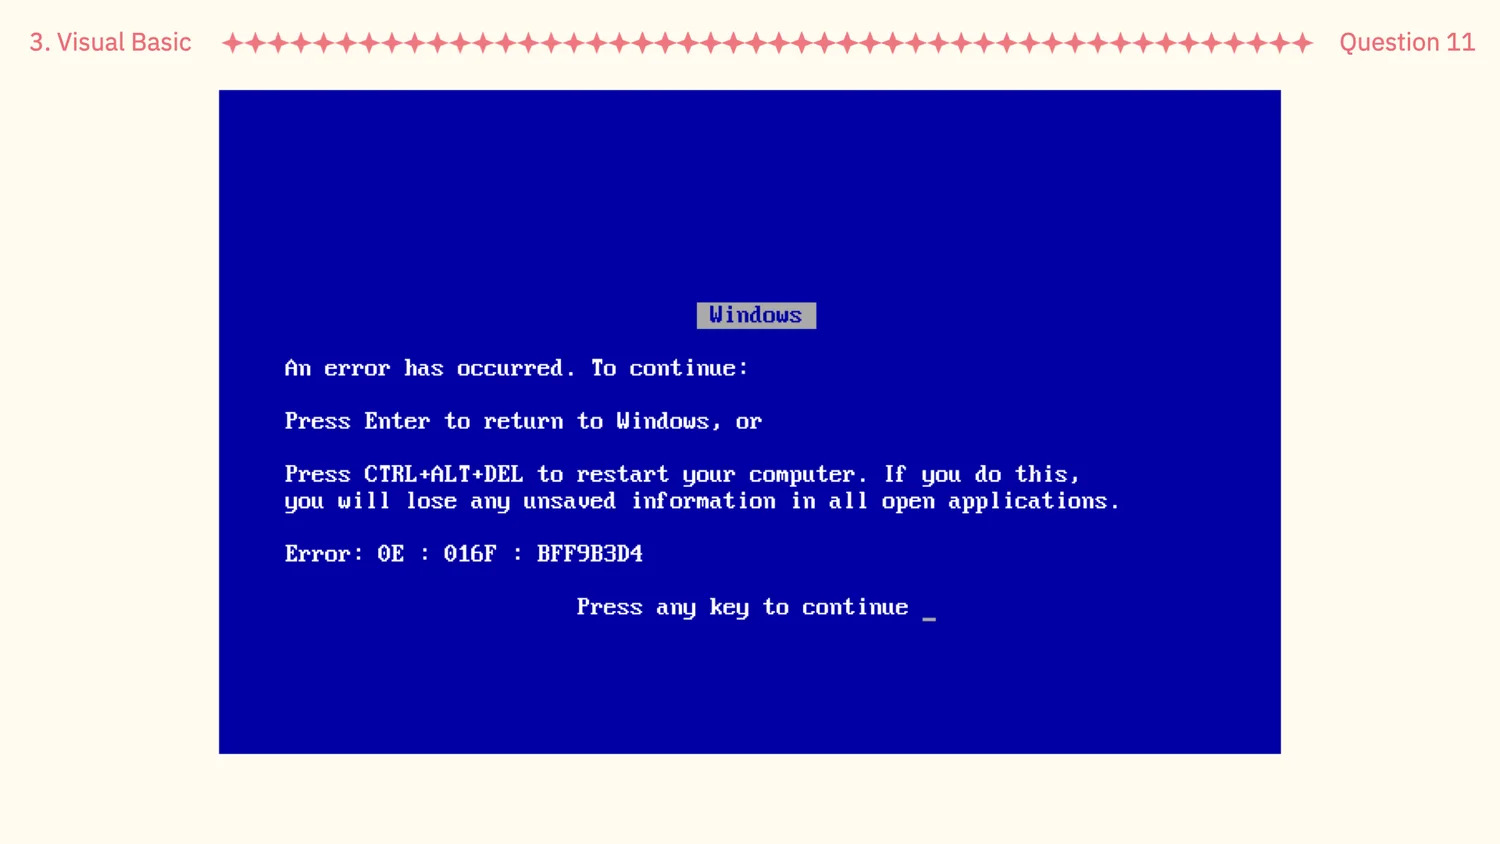 3. Visual Basic
Question 11
Windows
An error has occurred. To continue:
Press Enter to return to Windows, or
Press CTRL+ALT+DEL to restart your computer. If you do this,
you will lose any unsaved information in all open applications.
Error: 0E : 016F : BFF9B3D4
Press any key to continue _